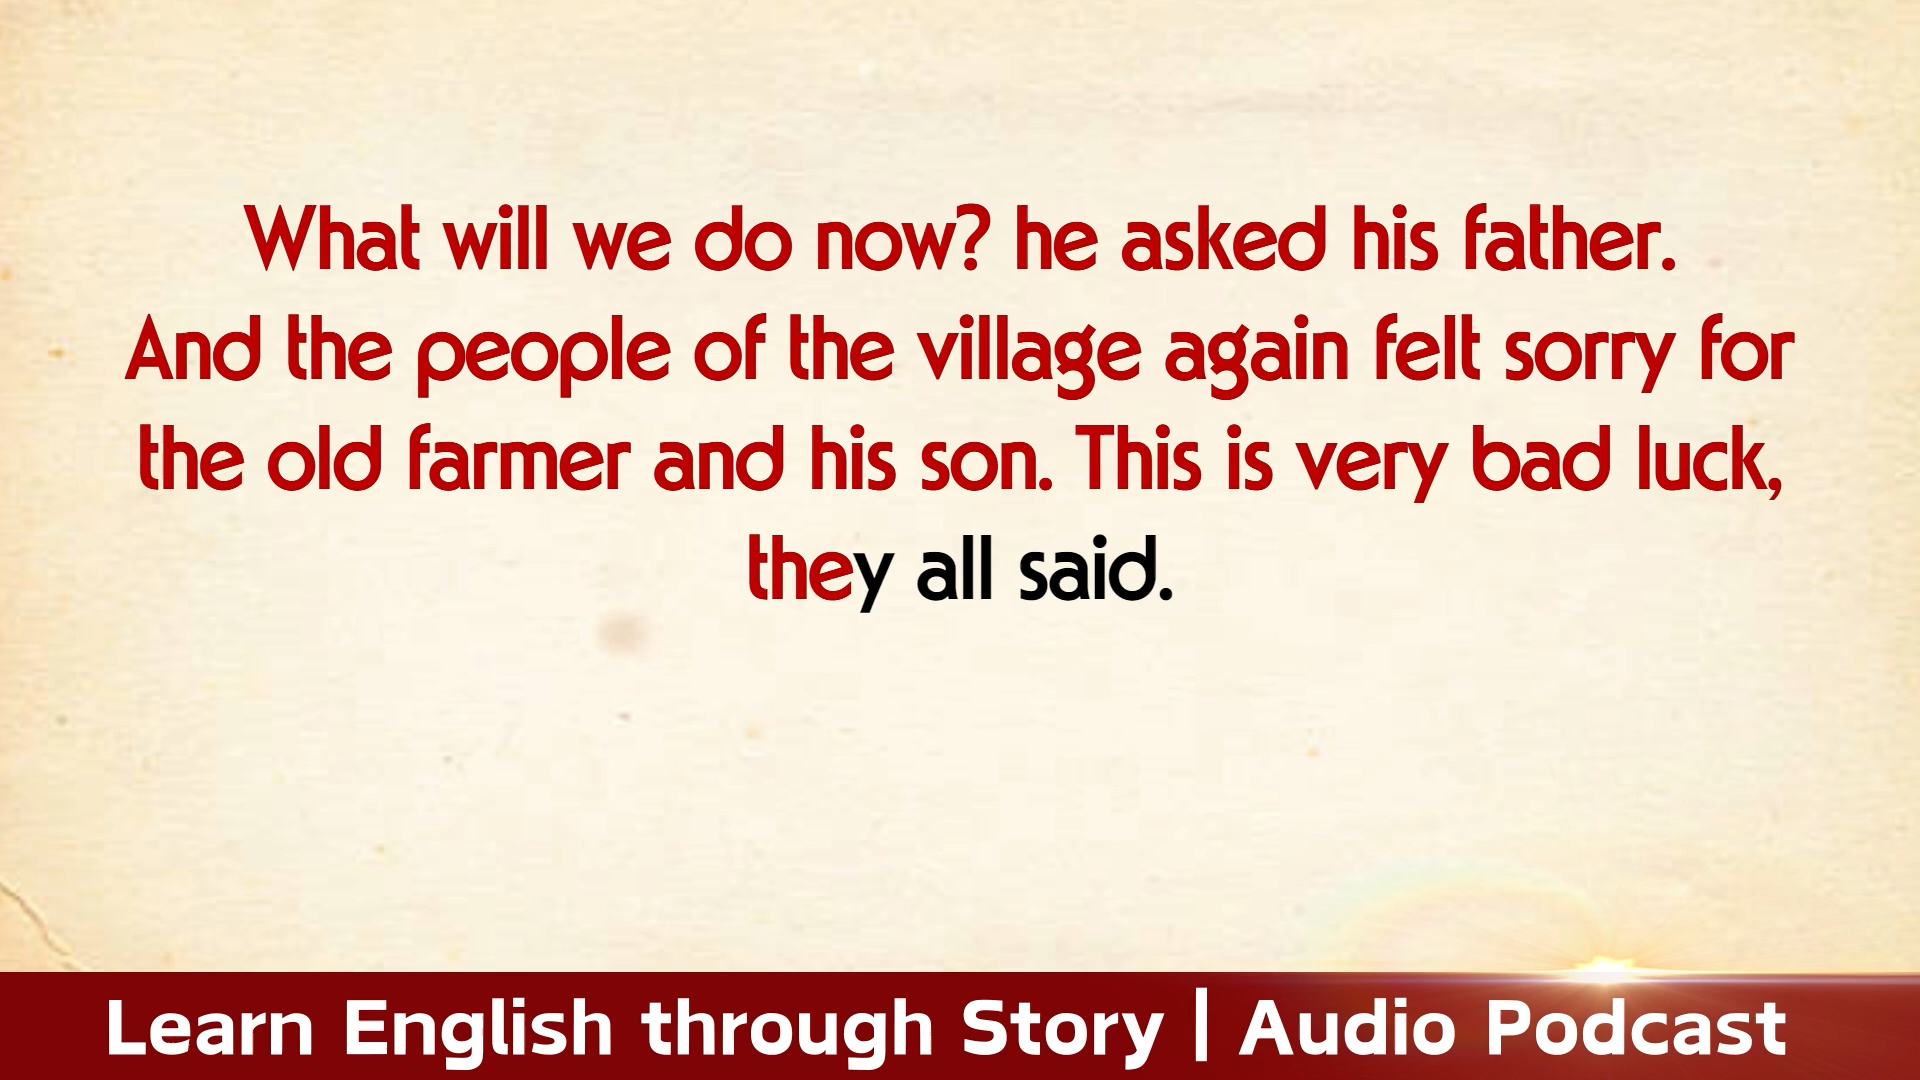 What will we do now? he asked his father.
And the people of the village again felt sorry for
the old farmer and his son. This is very bad luck,
they all said.
Learn English through Story | Audio Podcast